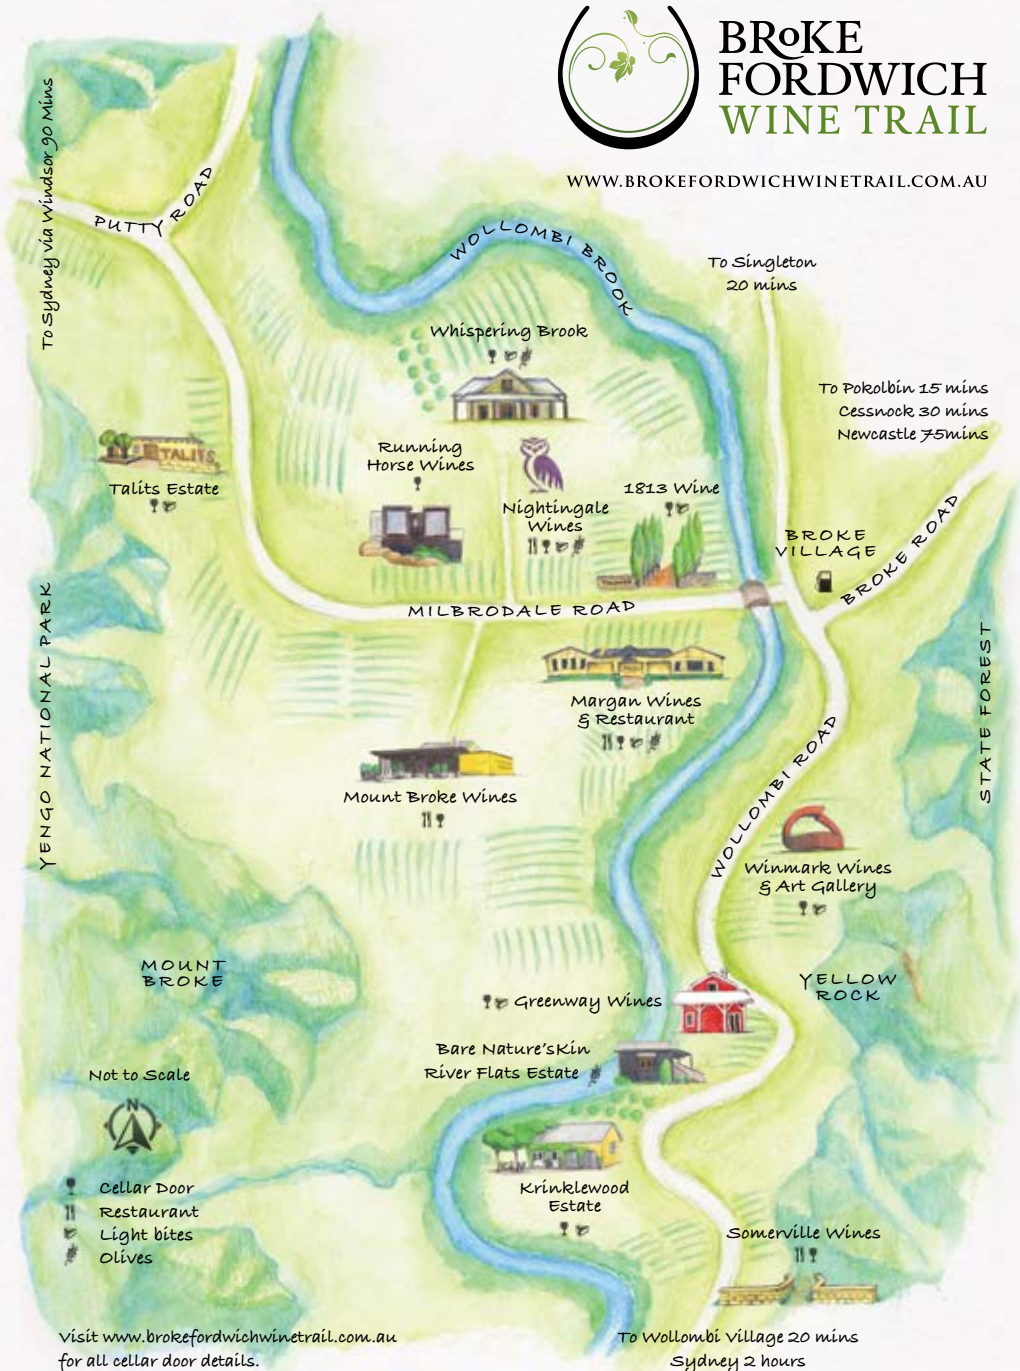 BROKE
FORDWICH
WINE TRAIL
WWW.BROKEFORDWICHWINETRAIL.COM.AU
To Sydney via Windsor 90 Mins
PUTTY ROAD
WOLLOMBI BROOK
To Singleton
20 mins
Whispering Brook
To Pokolbin 15 mins
Cessnock 30 mins
Newcastle 75mins
TALITS
Talits Estate
Running
Horse Wines
Nightingale
Wines
1813 Wine
BROKE
VILLAGE
BROKE ROAD
MILBRODALE ROAD
YENGO NATIONAL PARK
STATE FOREST
Margan Wines
& Restaurant
WOLLOMBI ROAD
Mount Broke Wines
Winmark Wines
& Art Gallery
MOUNT
BROKE
YELLOW
ROCK
Greenway Wines
Bare Nature'sKin
River Flats Estate
Not to Scale
N
Krinklewood
Estate
Cellar Door
Restaurant
Light bites
Olives
Somerville Wines
Visit www.brokefordwichwinetrail.com.au
for all cellar door details.
To Wollombi Village 20 mins
Sydney 2 hours